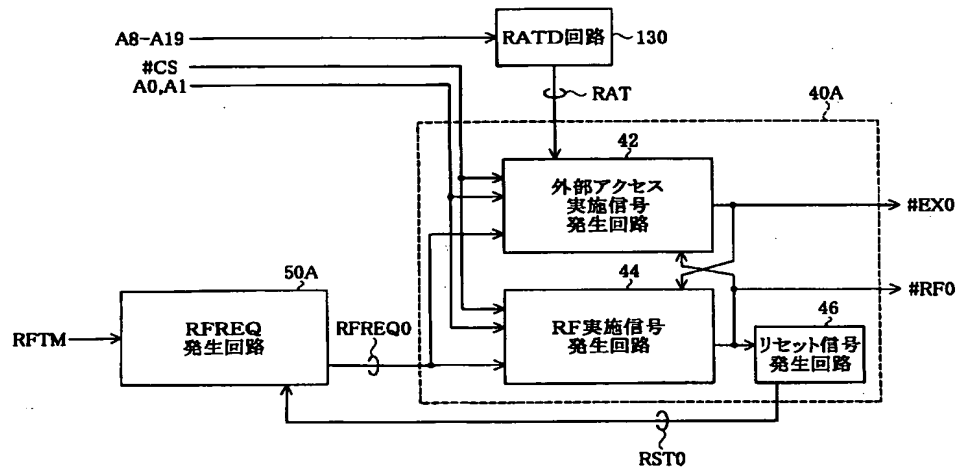 A8-A19
RATD回路
130
#CS
A0,A1
RAT
40A
42
外部アクセス
実施信号
発生回路
#EX0
50A
44
#RF0
RFTM
RFREQ
発生回路
RFREQ0
RF実施信号
発生回路
46
リセット信号
発生回路
RST0